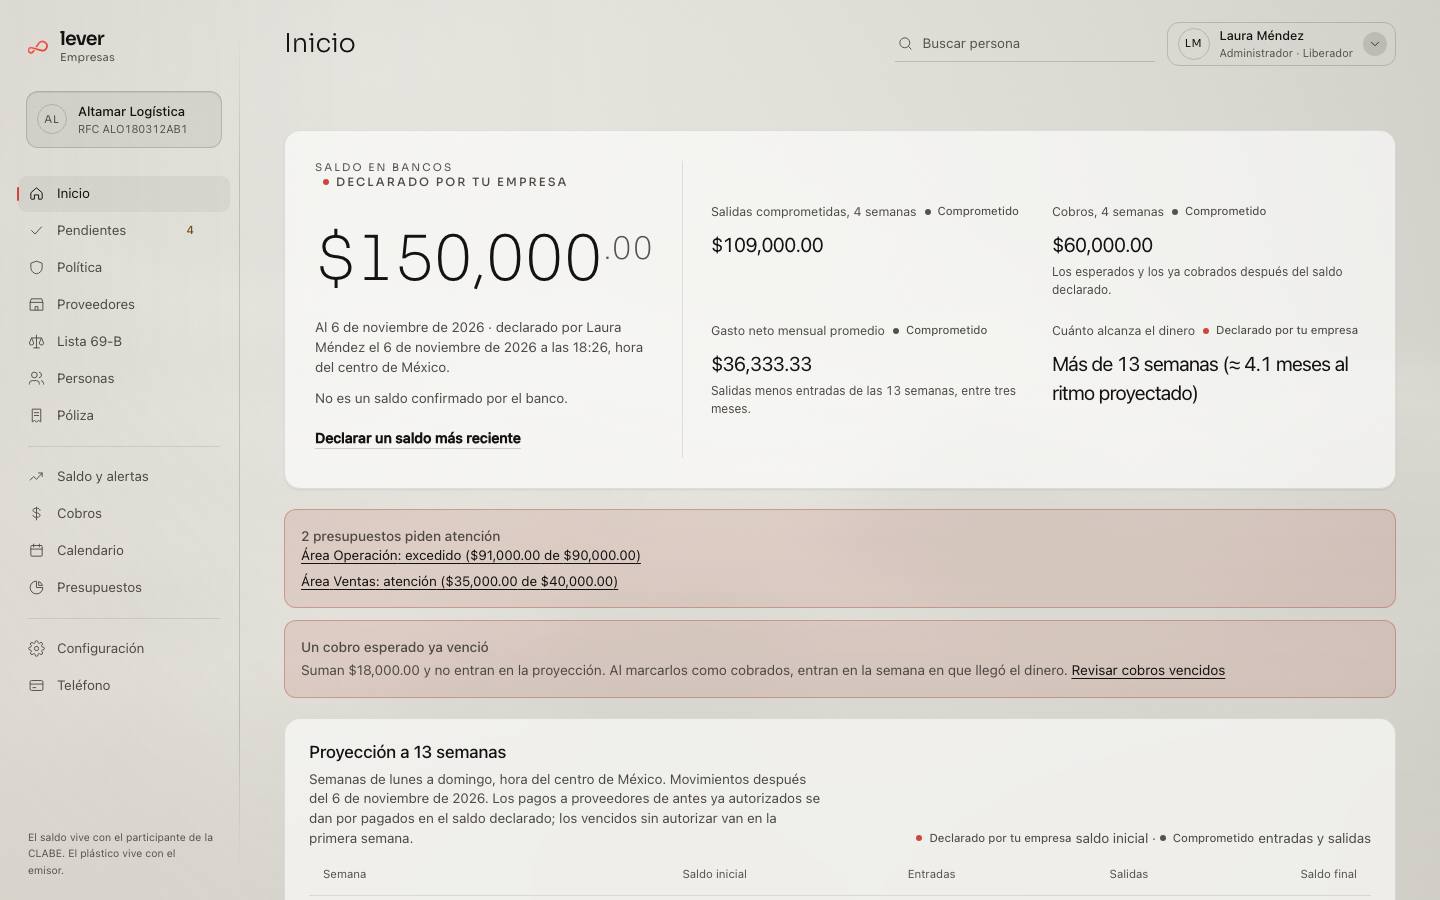 lever
Empresas
AL
Altamar Logística
RFC ALO180312AB1
Inicio
Pendientes 4
Política
Proveedores
Lista 69-B
Personas
Póliza
Saldo y alertas
Cobros
Calendario
Presupuestos
Configuración
Teléfono
El saldo vive con el participante de la
CLABE. El plástico vive con el
emisor.
Inicio
Buscar persona
LM
Laura Méndez
Administrador · Liberador
SALDO EN BANCOS
DECLARADO POR TU EMPRESA
$150,000.00
Al 6 de noviembre de 2026 · declarado por Laura
Méndez el 6 de noviembre de 2026 a las 18:26, hora
del centro de México.
No es un saldo confirmado por el banco.
Declarar un saldo más reciente
Salidas comprometidas, 4 semanas Comprometido
$109,000.00
Cobros, 4 semanas Comprometido
$60,000.00
Los esperados y los ya cobrados después del saldo
declarado.
Gasto neto mensual promedio Comprometido
$36,333.33
Salidas menos entradas de las 13 semanas, entre tres
meses.
Cuánto alcanza el dinero Declarado por tu empresa
Más de 13 semanas (≈ 4.1 meses al
ritmo proyectado)
2 presupuestos piden atención
Área Operación: excedido ($91,000.00 de $90,000.00)
Área Ventas: atención ($35,000.00 de $40,000.00)
Un cobro esperado ya venció
Suman $18,000.00 y no entran en la proyección. Al marcarlos como cobrados, entran en la semana en que llegó el dinero. Revisar cobros vencidos
Proyección a 13 semanas
Semanas de lunes a domingo, hora del centro de México. Movimientos después
del 6 de noviembre de 2026. Los pagos a proveedores de antes ya autorizados se
dan por pagados en el saldo declarado; los vencidos sin autorizar van en la
primera semana.
Declarado por tu empresa saldo inicial · Comprometido entradas y salidas
Semana Saldo inicial Entradas Salidas Saldo final